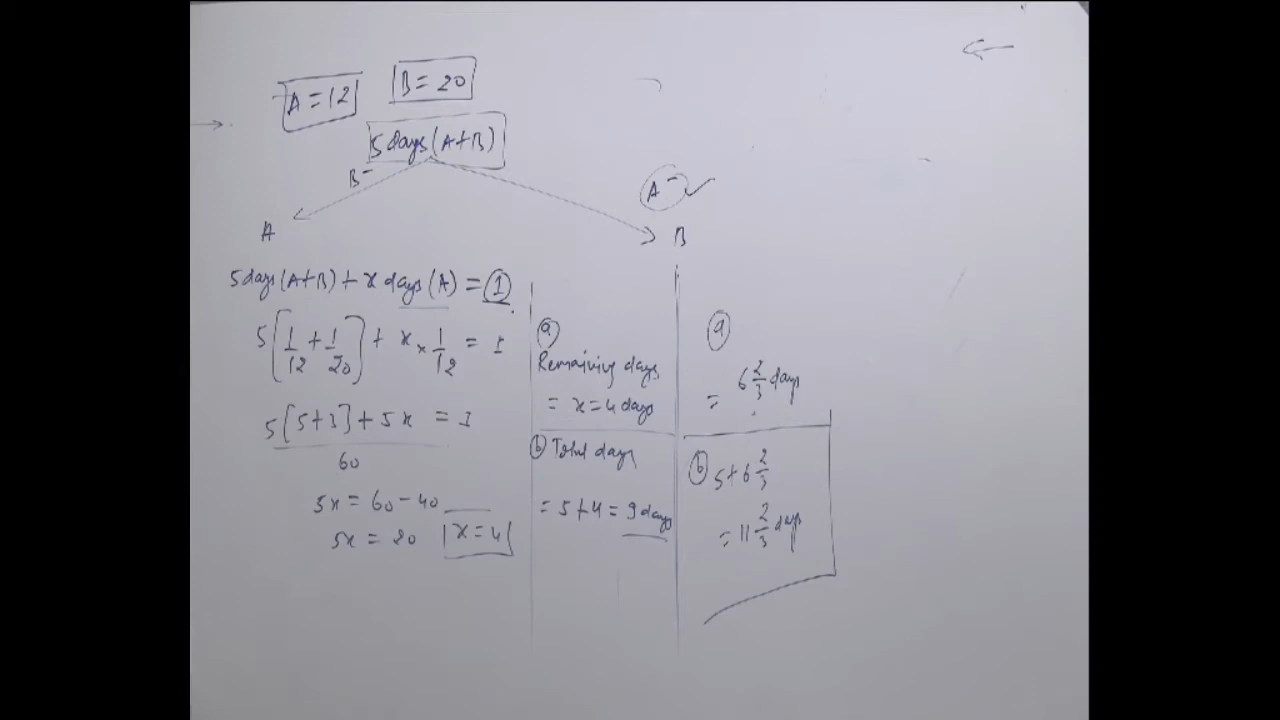 A = 12
B = 20
5 days (A+B)
B-
A-
A
B
5 days (A+B) + x days (A) = 1
5[1/12 + 1/20] + x × 1/12 = 1
5[5+3] + 5x = 1
60
5x = 60 - 40
5x = 20
x = 4
a
Remaining days
= x = 4 days
b Total days
= 5 + 4 = 9 days
a
= 6 2/3 days
b 5 + 6 2/3
= 11 2/3 days